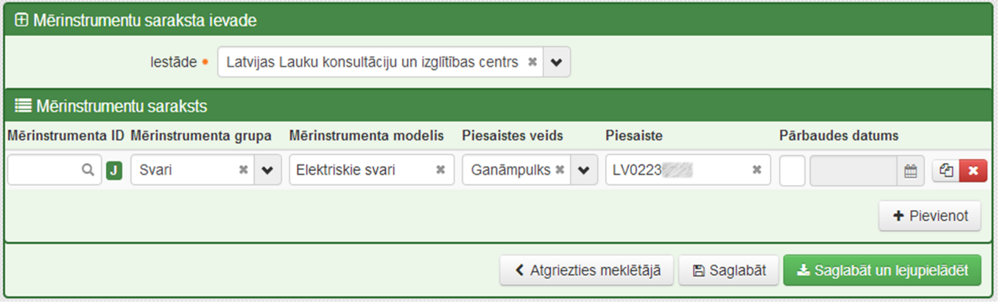 Mērinstrumentu saraksta ievade
Iestāde Latvijas Lauku konsultāciju un izglītības centrs
Mērinstrumentu saraksts
Mērinstrumenta ID Mērinstrumenta grupa Mērinstrumenta modelis Piesaistes veids Piesaiste Pārbaudes datums
J Svari Elektriskie svari Ganāmpulks LV0223
Pievienot
Atgriezties meklētājā Saglabāt Saglabāt un lejupielādēt